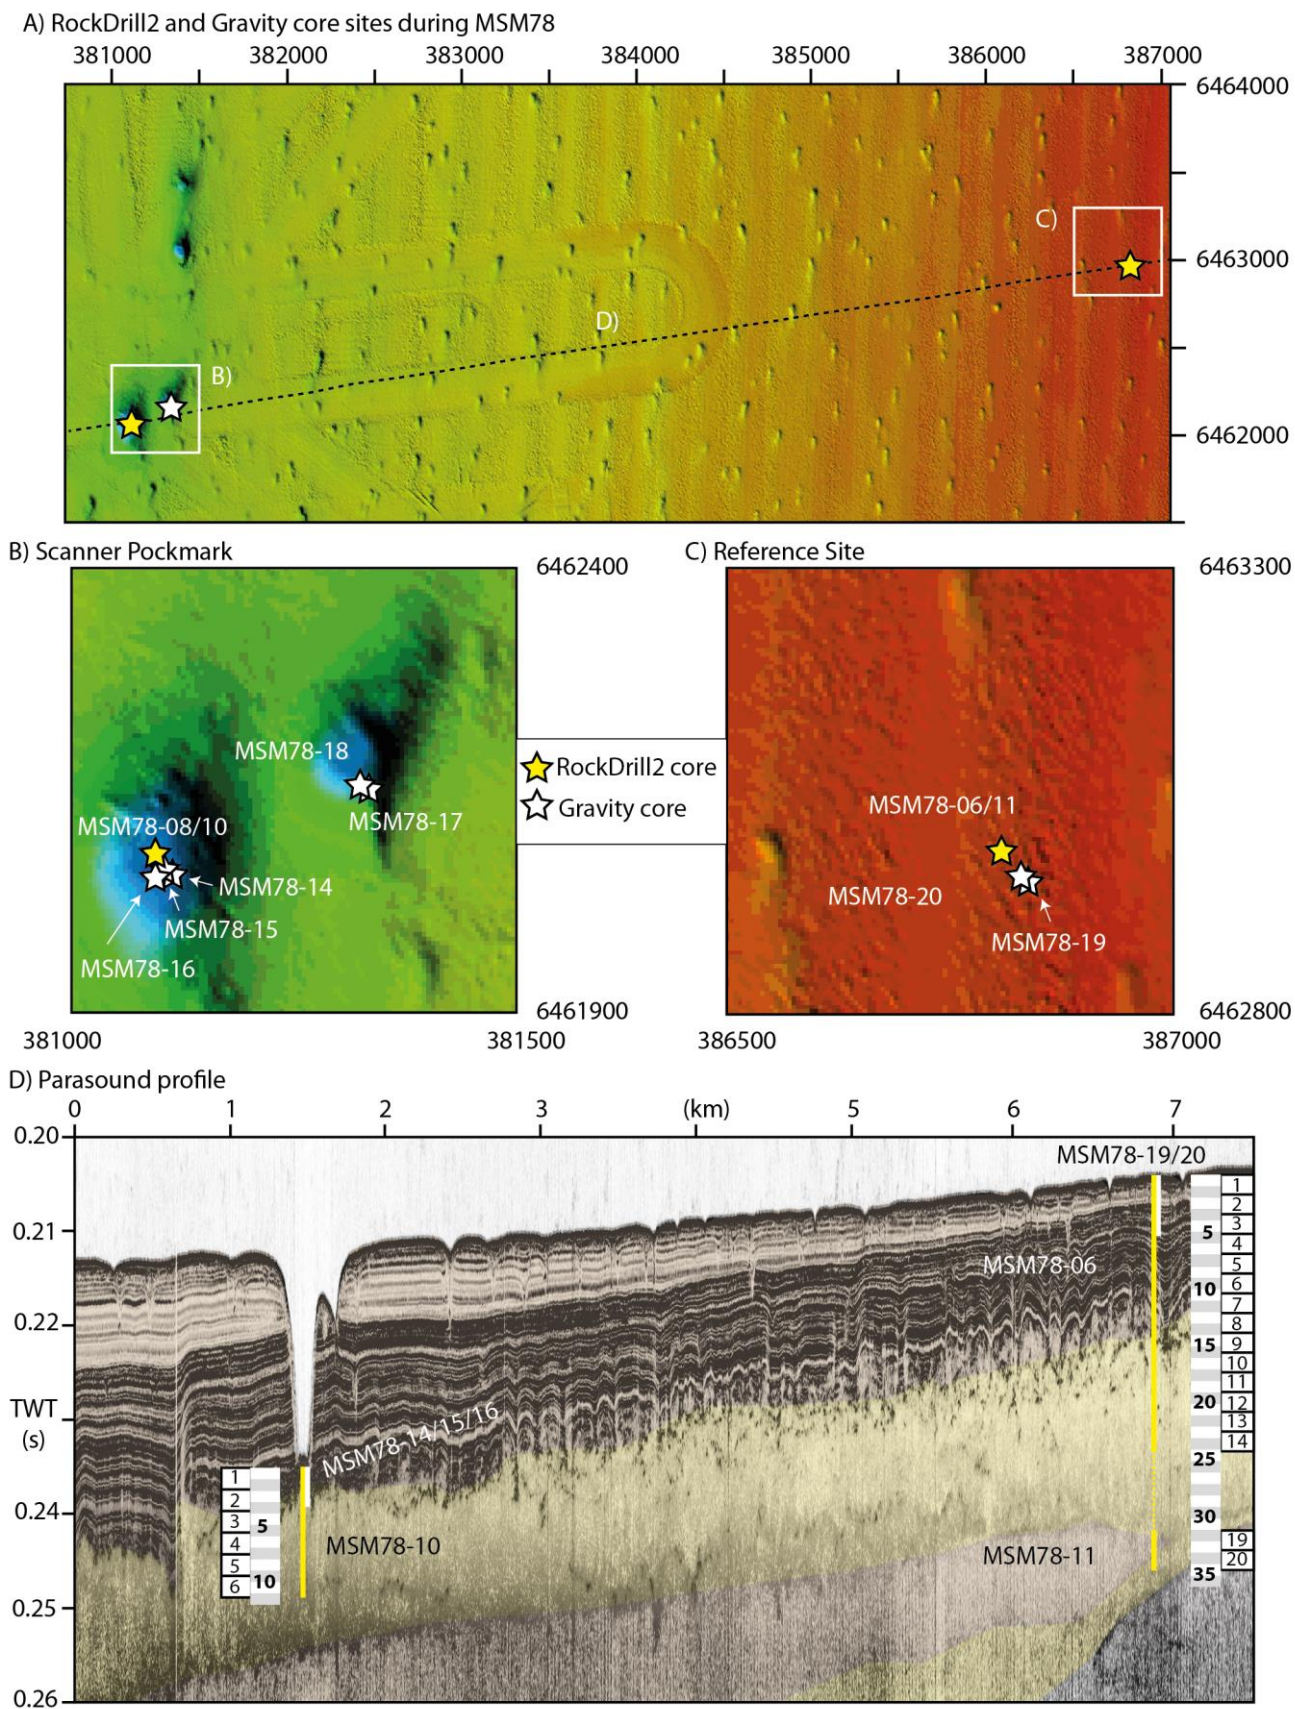 A) RockDrill2 and Gravity core sites during MSM78
381000 382000 383000 384000 385000 386000 387000
6464000
C)
6463000
D)
B)
6462000
B) Scanner Pockmark
6462400
MSM78-18
MSM78-17
MSM78-08/10
MSM78-14
MSM78-15
MSM78-16
6461900
381000 381500
RockDrill2 core
Gravity core
C) Reference Site
6463300
MSM78-06/11
MSM78-20
MSM78-19
6462800
386500 387000
D) Parasound profile
0 1 2 3 (km) 5 6 7
0.20
0.21
0.22
TWT
(s)
0.24
0.25
0.26
MSM78-19/20
MSM78-06
MSM78-14/15/16
MSM78-10
MSM78-11
1
2
3
4
5
6
5
10
5
10
15
20
25
30
35
1
2
3
4
5
6
7
8
9
10
11
12
13
14
19
20